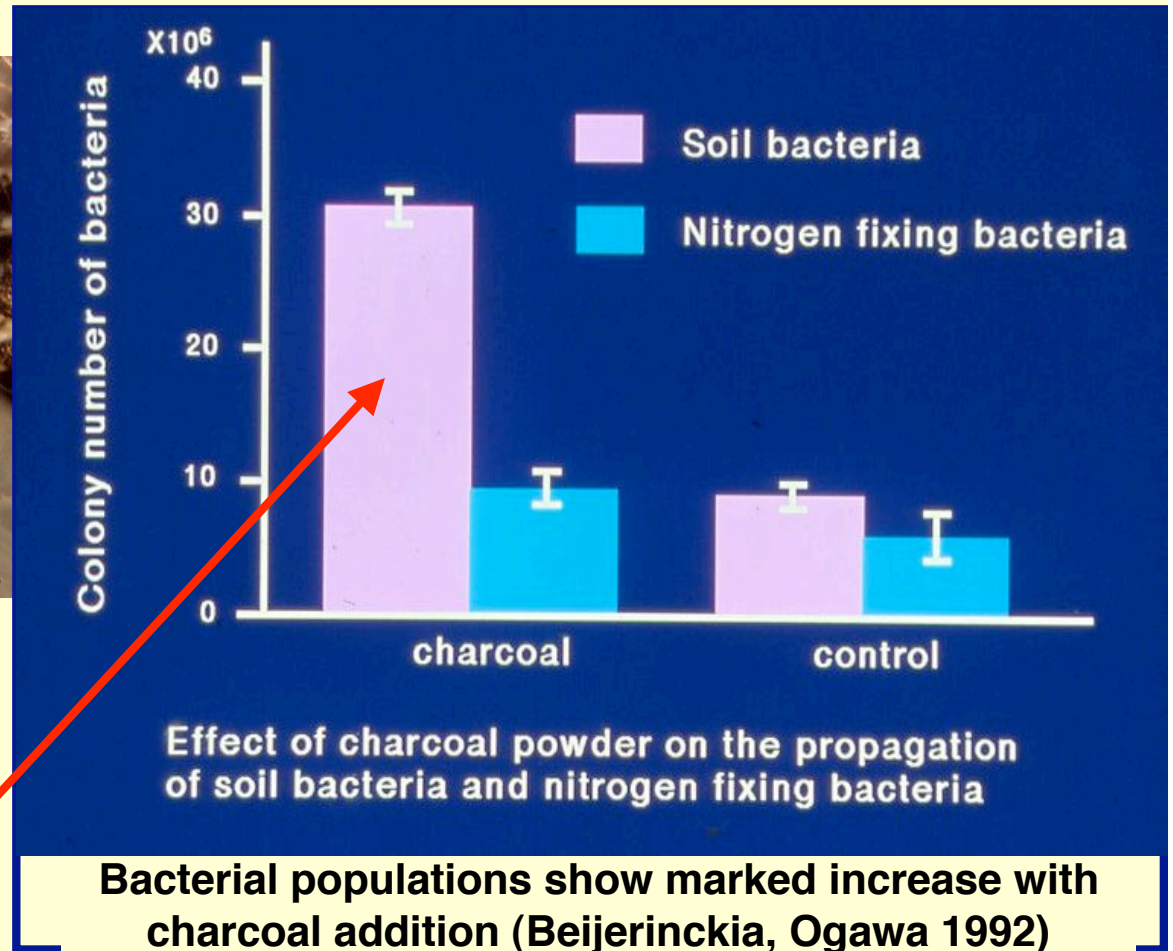 X10⁶
40
30
20
10
0
Colony number of bacteria
Soil bacteria
Nitrogen fixing bacteria
charcoal
control
Effect of charcoal powder on the propagation
of soil bacteria and nitrogen fixing bacteria
Bacterial populations show marked increase with
charcoal addition (Beijerinckia, Ogawa 1992)